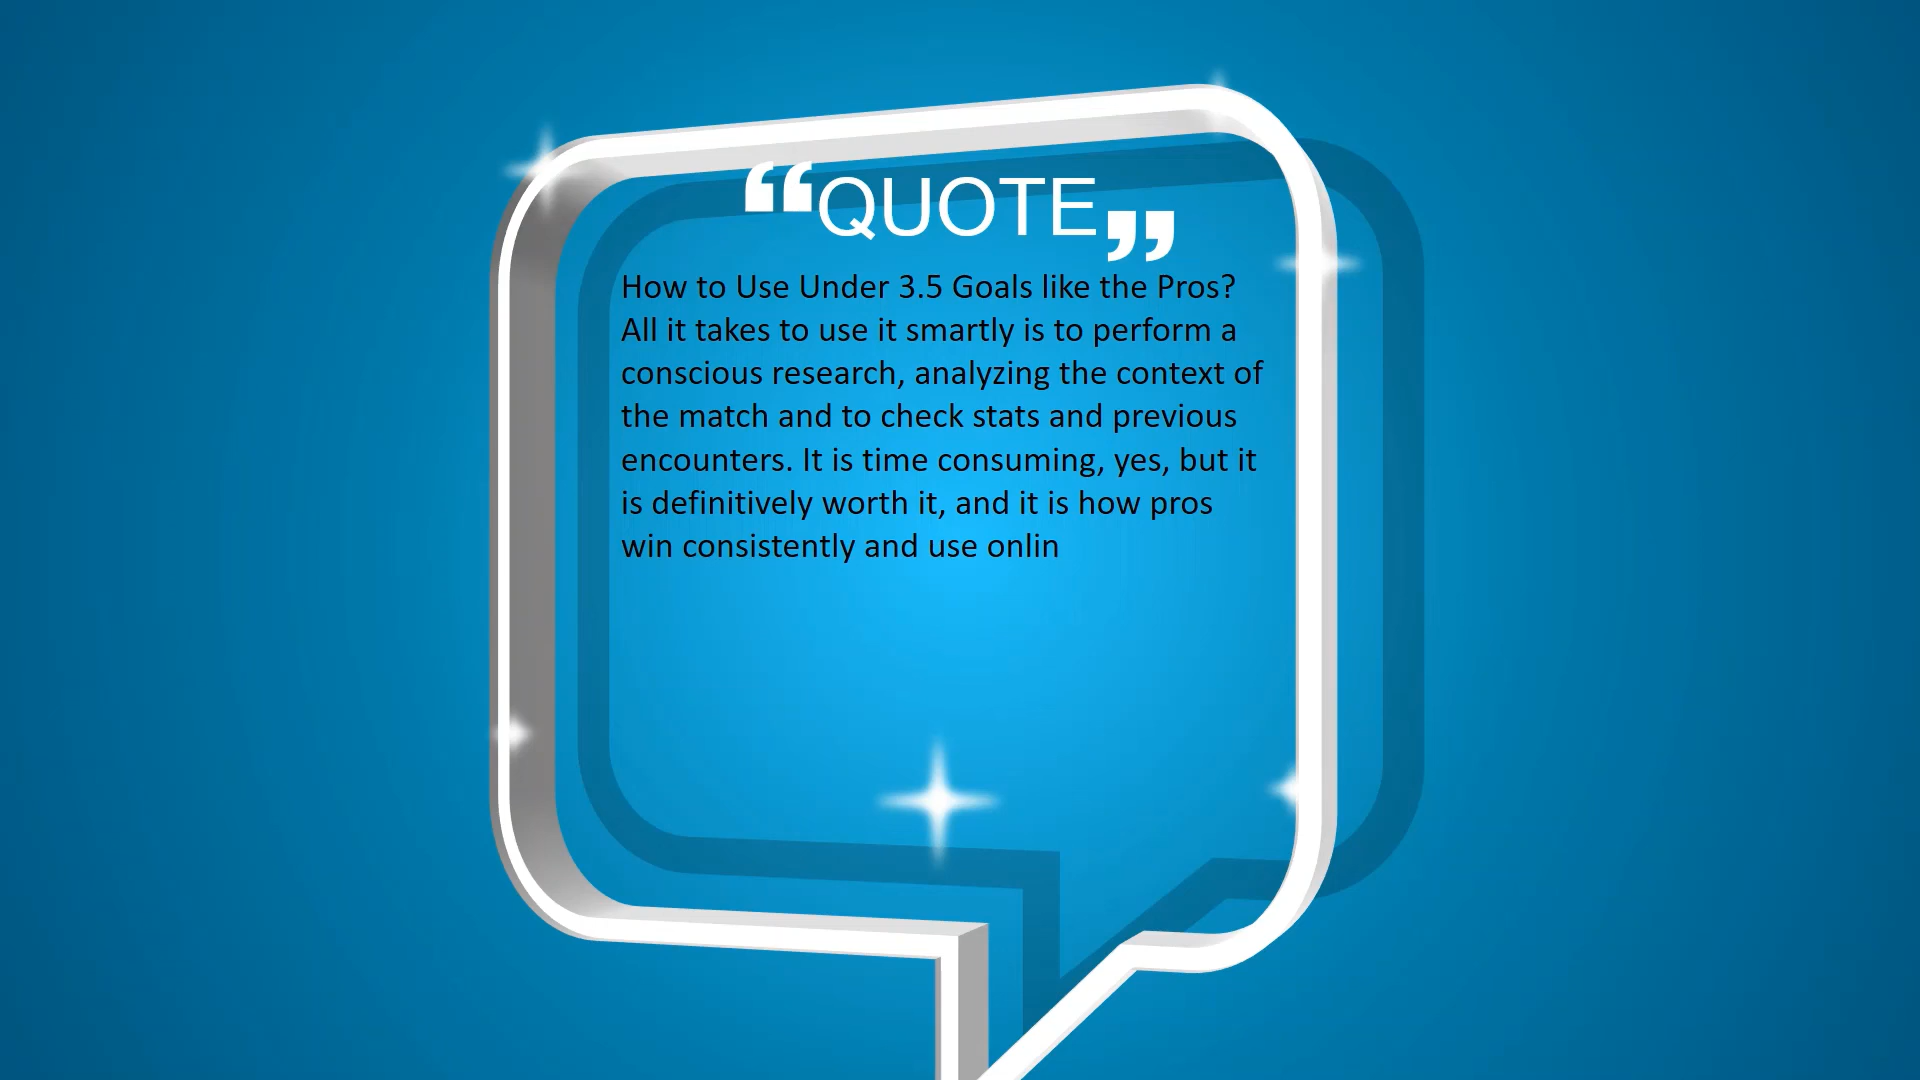 “QUOTE”
How to Use Under 3.5 Goals like the Pros?
All it takes to use it smartly is to perform a
conscious research, analyzing the context of
the match and to check stats and previous
encounters. It is time consuming, yes, but it
is definitively worth it, and it is how pros
win consistently and use onlin